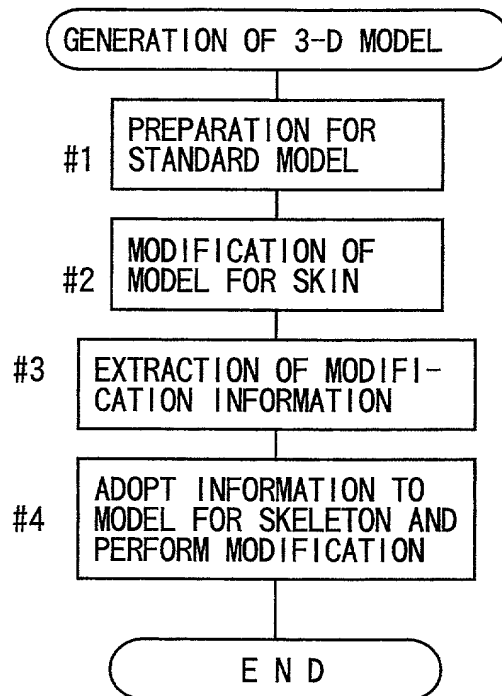 GENERATION OF 3-D MODEL
#1
PREPARATION FOR
STANDARD MODEL
#2
MODIFICATION OF
MODEL FOR SKIN
#3
EXTRACTION OF MODIFI-
CATION INFORMATION
#4
ADOPT INFORMATION TO
MODEL FOR SKELETON AND
PERFORM MODIFICATION
END